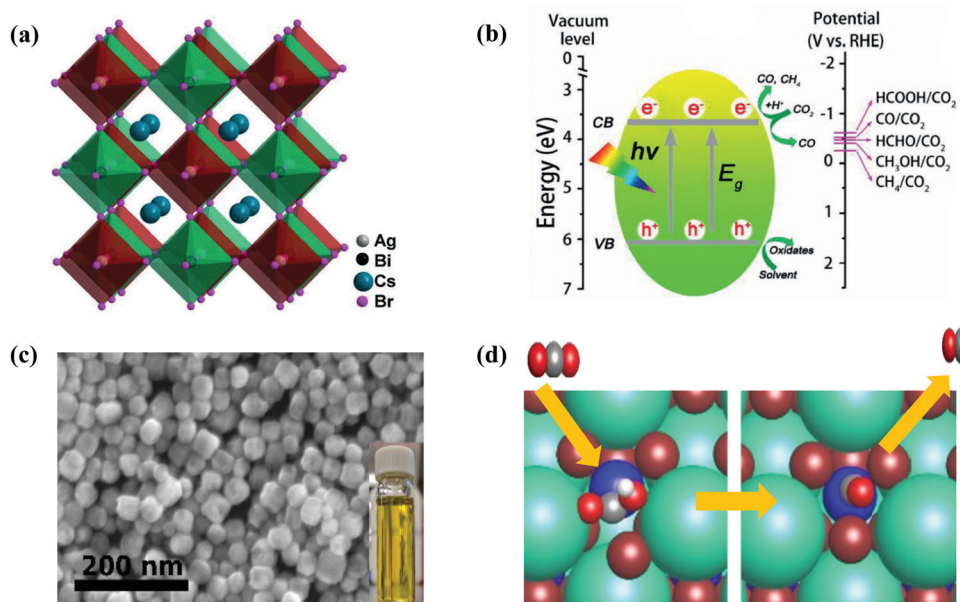 (a)
Ag
Bi
Cs
Br
(b)
Vacuum
level
Potential
(V vs. RHE)
Energy (eV)
0
3
4
5
6
7
CB
VB
e⁻ e⁻ e⁻
hν
E_g
h⁺ h⁺ h⁺
CO, CH₄
+H⁺
CO₂
CO
Oxidates
Solvent
-2
-1
0
1
2
HCOOH/CO₂
CO/CO₂
HCHO/CO₂
CH₃OH/CO₂
CH₄/CO₂
(c)
200 nm
(d)